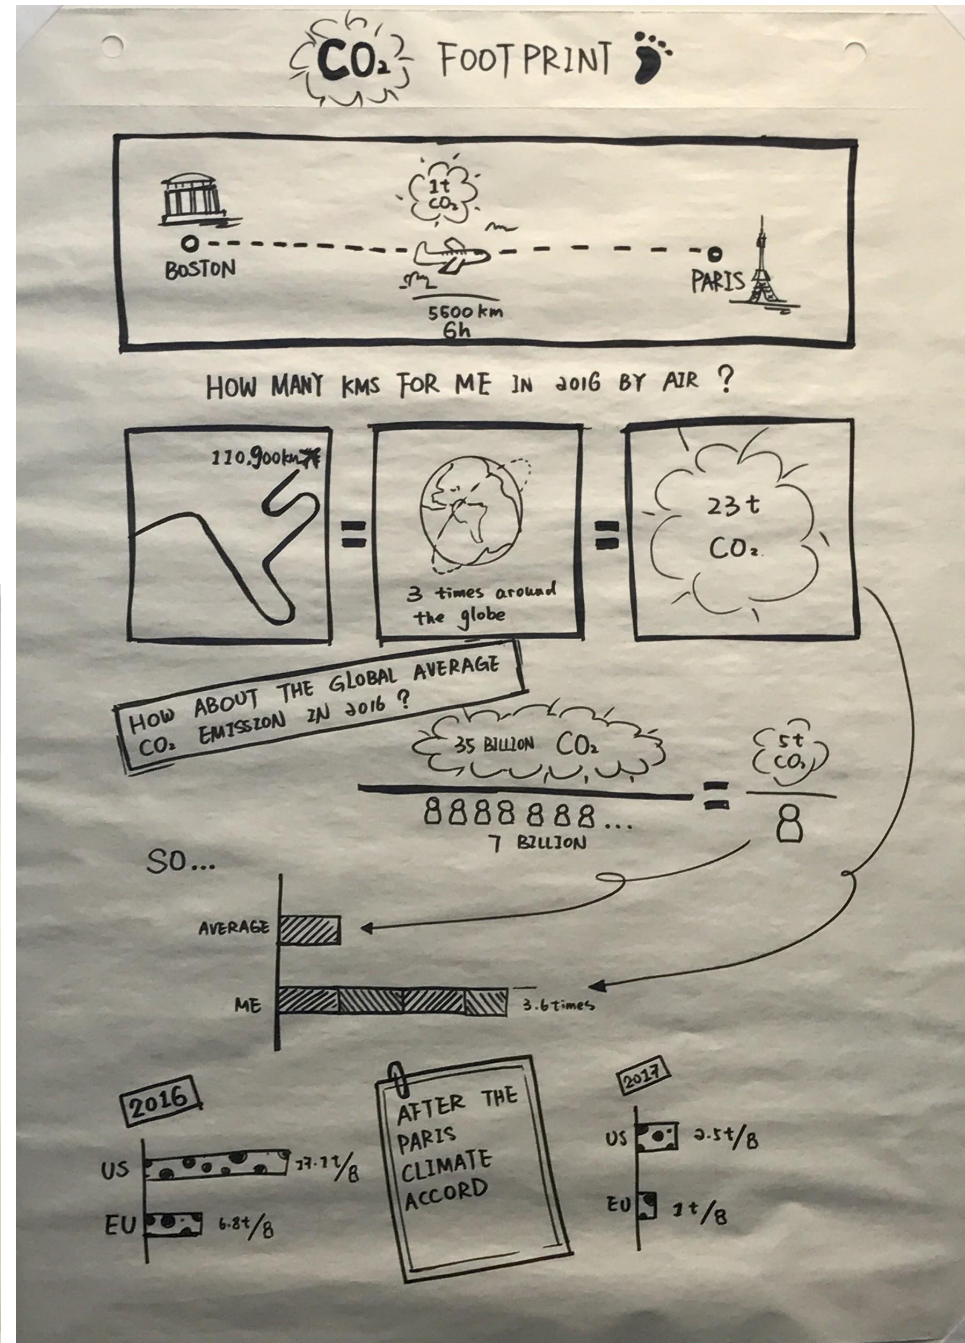 CO₂ FOOTPRINT
1t
CO₂
BOSTON
PARIS
5600 km
6h
HOW MANY KMS FOR ME IN 2016 BY AIR ?
110.900km
=
=
3 times around
the globe
23t
CO₂
HOW ABOUT THE GLOBAL AVERAGE
CO₂ EMISSION IN 2016 ?
35 BILLION CO₂
=
5t
CO₂
7 BILLION
SO...
AVERAGE
ME
3.6times
2016
US
EU 6.8t/8
AFTER THE
PARIS
CLIMATE
ACCORD
2017
US 2.5t/8
EU 1t/8